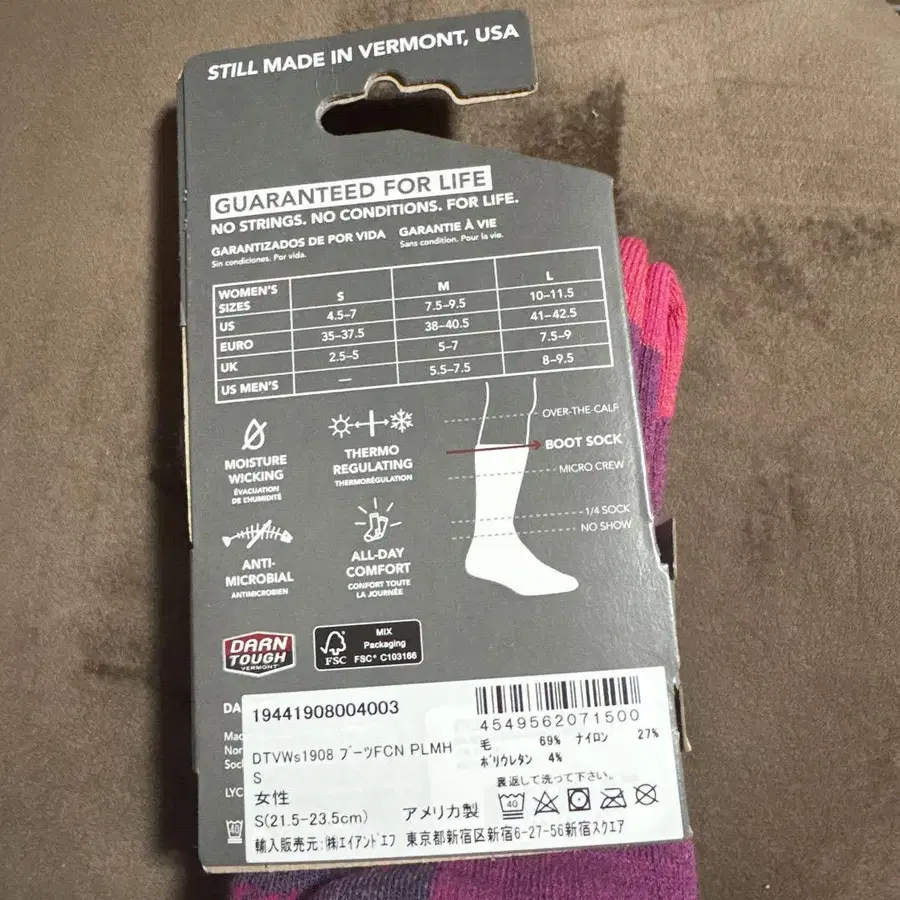 STILL MADE IN VERMONT, USA
GUARANTEED FOR LIFE
NO STRINGS. NO CONDITIONS. FOR LIFE.
GARANTIZADOS DE POR VIDA GARANTIE À VIE
Sin condiciones. Por vida. Sans condition. Pour la vie.
WOMEN'S SIZES S M L
US 4.5–7 7.5–9.5 10–11.5
EURO 35–37.5 38–40.5 41–42.5
UK 2.5–5 5–7 7.5–9
US MEN'S — 5.5–7.5 8–9.5
OVER-THE-CALF
BOOT SOCK
MICRO CREW
1/4 SOCK
NO SHOW
MOISTURE
WICKING
ÉVACUATION
DE L'HUMIDITÉ
THERMO
REGULATING
THERMORÉGULATION
ANTI-
MICROBIAL
ANTIMICROBIEN
ALL-DAY
COMFORT
CONFORT TOUTE
LA JOURNÉE
DARN
TOUGH
VERMONT
FSC
MIX
Packaging
FSC® C103166
19441908004003
4549562071500
DTVWs1908 ブーツFCN PLMH
S
女性
S(21.5-23.5cm)
毛 69% ナイロン 27%
ポリウレタン 4%
裏返して洗って下さい。
40
アメリカ製
輸入販売元:㈱エイアンドエフ 東京都新宿区新宿6-27-56新宿スクエア
40